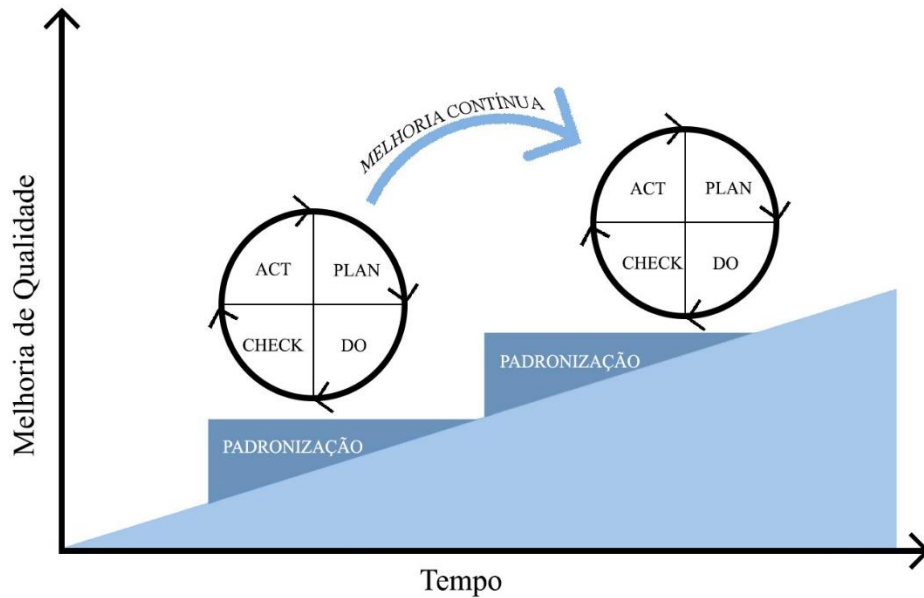 MELHORIA CONTÍNUA
ACT PLAN
CHECK DO
ACT PLAN
CHECK DO
PADRONIZAÇÃO
PADRONIZAÇÃO
Melhoria de Qualidade
Tempo